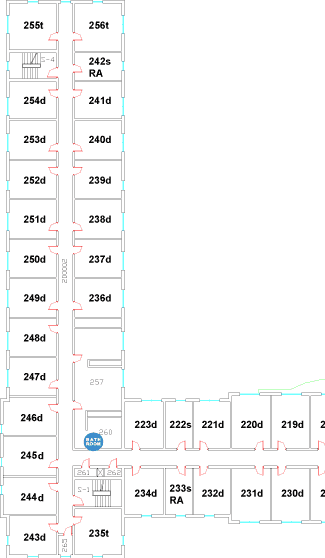 255t 256t
S-4 242s
RA
254d 241d
253d 240d
252d 239d
251d 238d
250d 237d
200C02
249d 236d
248d
247d 257
246d 260 223d 222s 221d 220d 219d
BATH
ROOM
245d
261 262
244d S-1 234d 233s 232d 231d 230d
RA
243d 263 235t